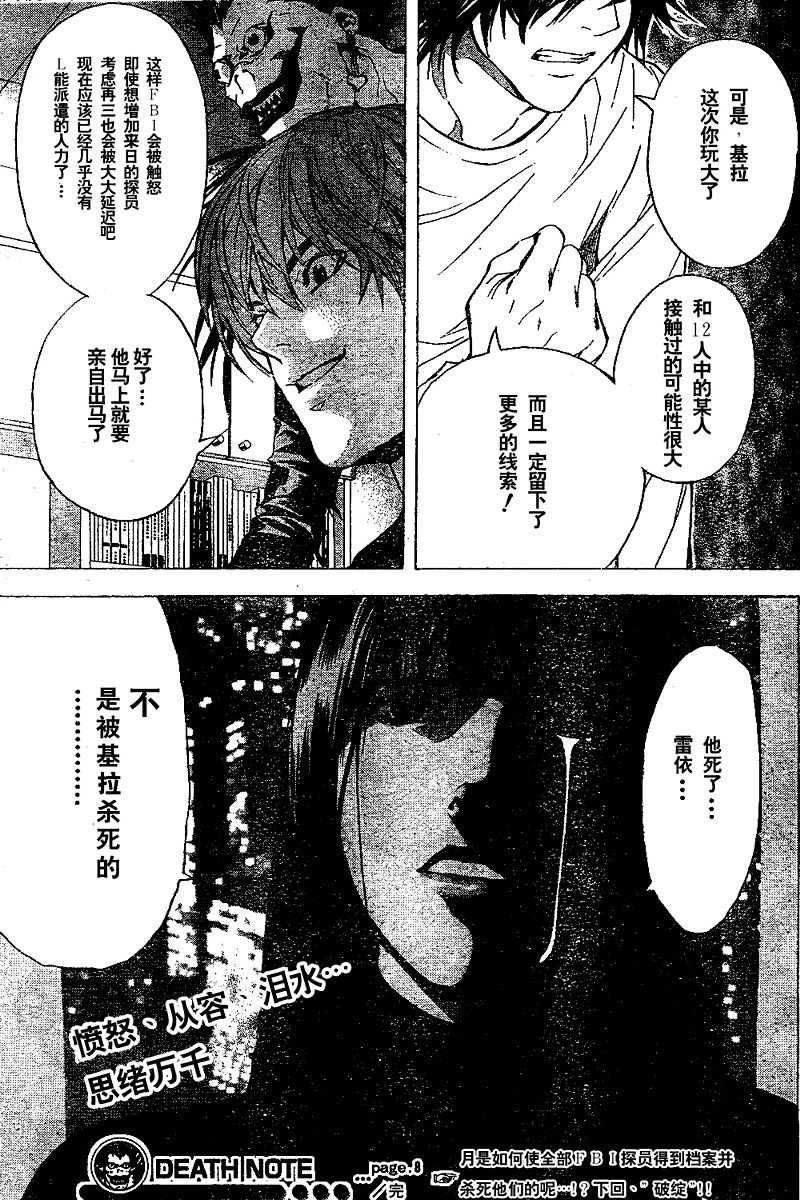 可是，基拉
这次你玩大了
和
12人中的某人
接触过的可能性很大
而且一定留下了
更多的线索！
这样FBI会被触怒
即使想增加来日的探员
考虑再三也会被大大延迟吧
现在应该已经几乎没有
L能派遣的人力了…
好了…
他马上就要
亲自出马了
他死了…
雷依…
不
是被基拉杀死的
…………
愤怒、从容、泪水…
思绪万千
DEATH NOTE
…page.8
／完
☞月是如何使全部FBI探员得到档案并
杀死他们的呢…!?下回、”破绽”!!